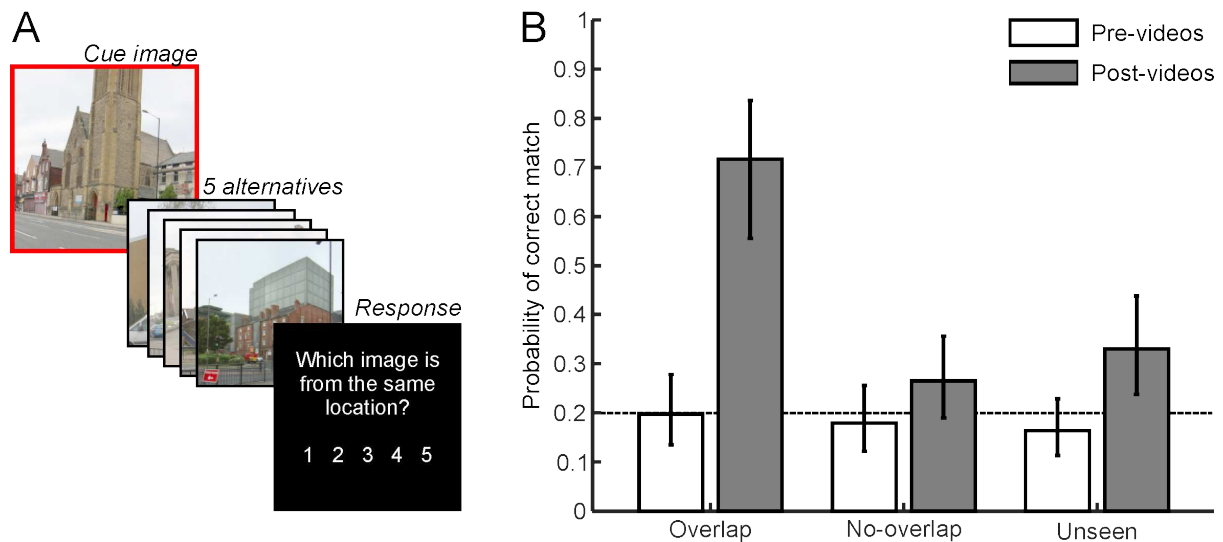 A
Cue image
5 alternatives
Response
Which image is
from the same
location?
1 2 3 4 5
B
Pre-videos
Post-videos
Probability of correct match
1
0.9
0.8
0.7
0.6
0.5
0.4
0.3
0.2
0.1
0
Overlap
No-overlap
Unseen